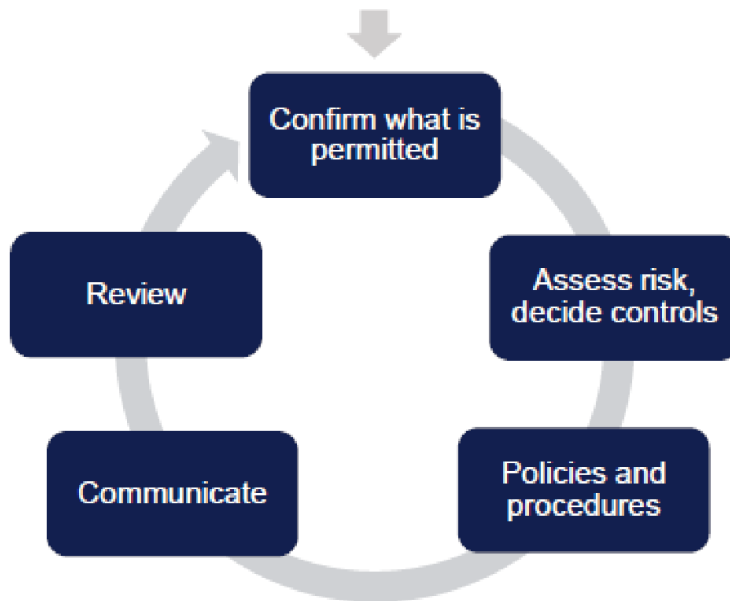 Confirm what is
permitted
Assess risk,
decide controls
Policies and
procedures
Communicate
Review